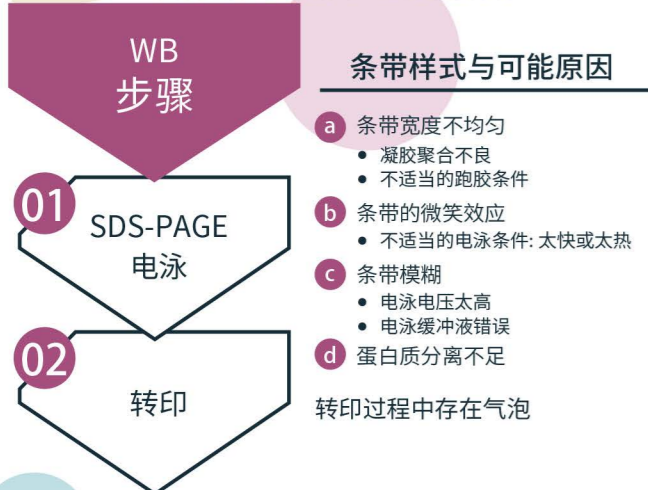 WB
步骤
条带样式与可能原因
01
SDS-PAGE
电泳
a 条带宽度不均匀
• 凝胶聚合不良
• 不适当的跑胶条件
b 条带的微笑效应
• 不适当的电泳条件: 太快或太热
c 条带模糊
• 电泳电压太高
• 电泳缓冲液错误
d 蛋白质分离不足
02
转印
转印过程中存在气泡